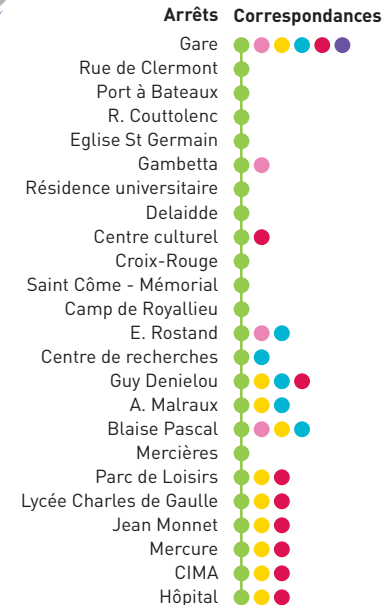 Arrêts Correspondances
Gare
Rue de Clermont
Port à Bateaux
R. Couttolenc
Eglise St Germain
Gambetta
Résidence universitaire
Delaidde
Centre culturel
Croix-Rouge
Saint Côme - Mémorial
Camp de Royallieu
E. Rostand
Centre de recherches
Guy Denielou
A. Malraux
Blaise Pascal
Mercières
Parc de Loisirs
Lycée Charles de Gaulle
Jean Monnet
Mercure
CIMA
Hôpital